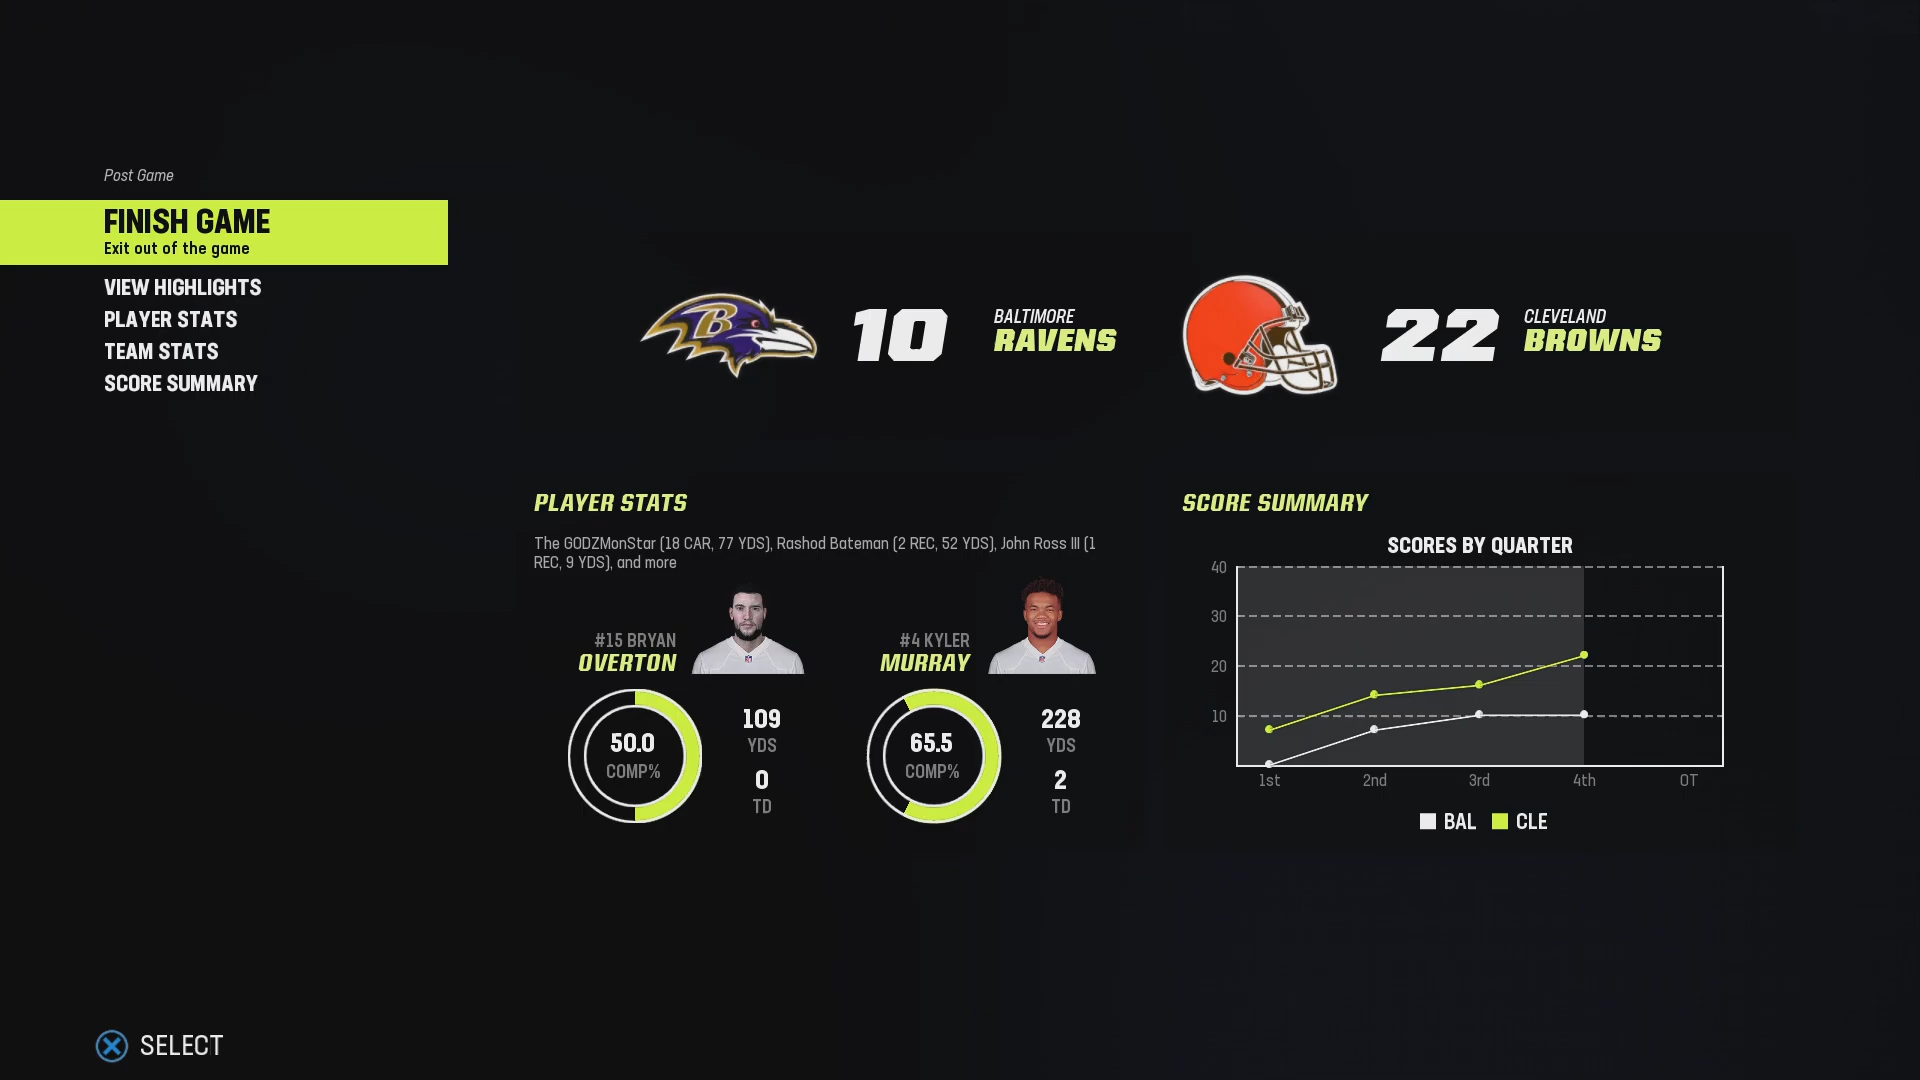 Post Game
FINISH GAME
Exit out of the game
VIEW HIGHLIGHTS
PLAYER STATS
TEAM STATS
SCORE SUMMARY
B
10
BALTIMORE
RAVENS
22
CLEVELAND
BROWNS
PLAYER STATS
The GODZMonStar (18 CAR, 77 YDS), Rashod Bateman (2 REC, 52 YDS), John Ross III (1
REC, 9 YDS), and more
#15 BRYAN
OVERTON
50.0
COMP%
109
YDS
0
TD
#4 KYLER
MURRAY
65.5
COMP%
228
YDS
2
TD
SCORE SUMMARY
SCORES BY QUARTER
40
30
20
10
1st 2nd 3rd 4th OT
BAL CLE
SELECT